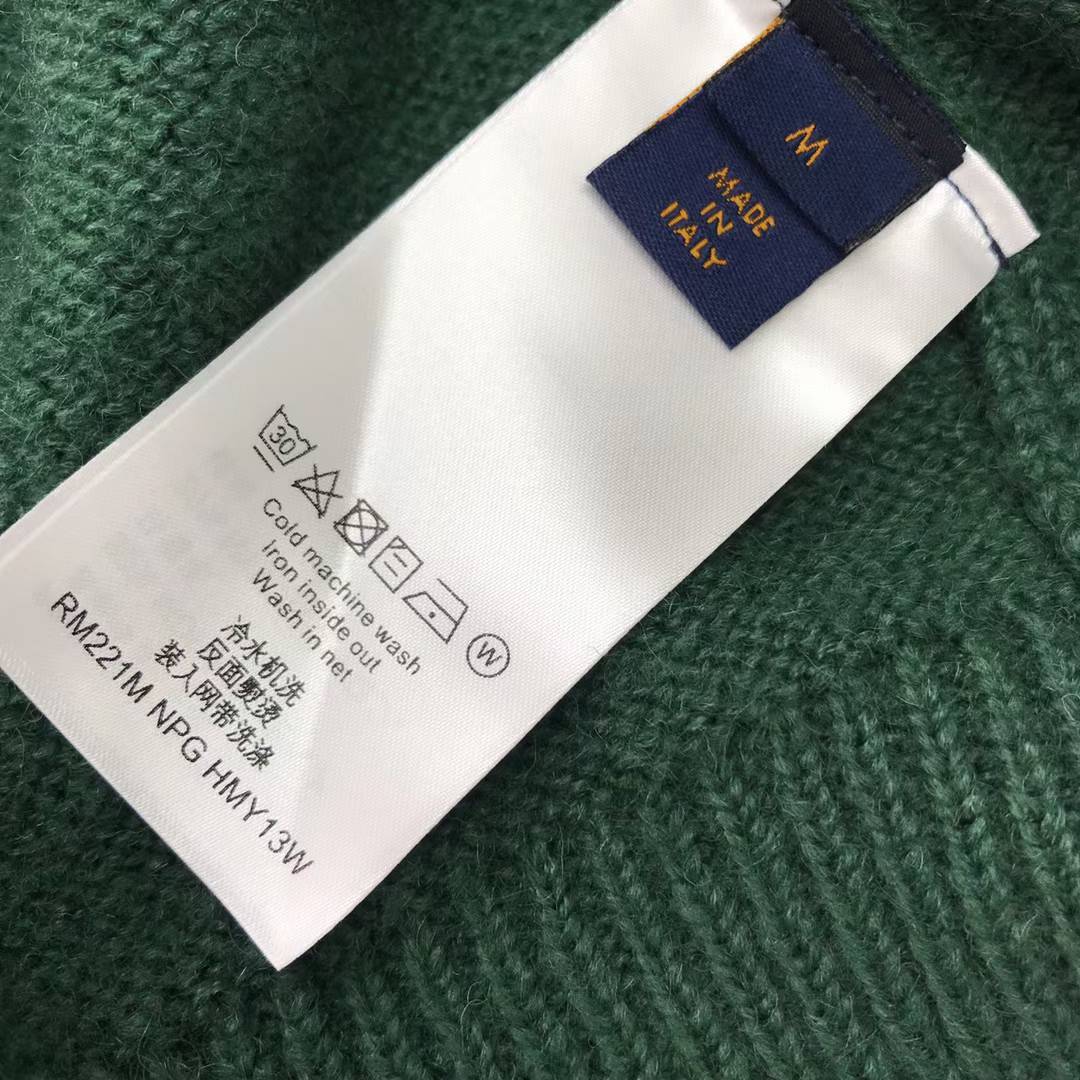 M
MADE
IN
ITALY
30
W
Cold machine wash
Iron inside out
Wash in net
冷水机洗
反面熨烫
装入网带洗涤
RM221M NPG HMY13W